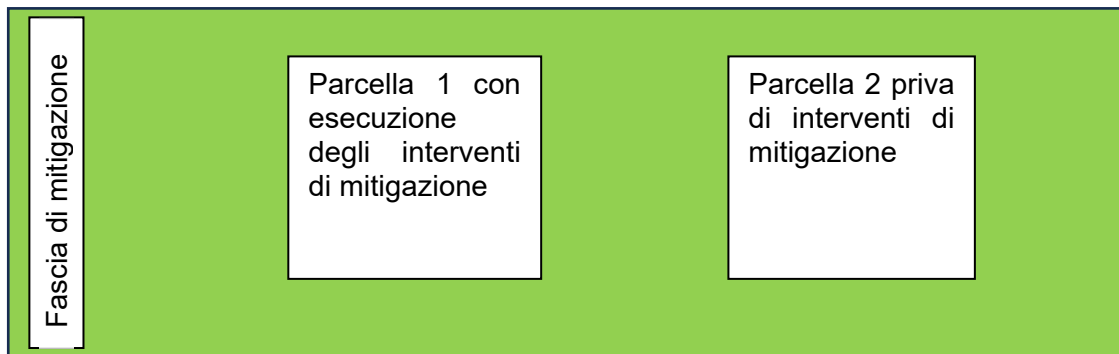 Fascia di mitigazione
Parcella 1 con
esecuzione
degli interventi
di mitigazione
Parcella 2 priva
di interventi di
mitigazione